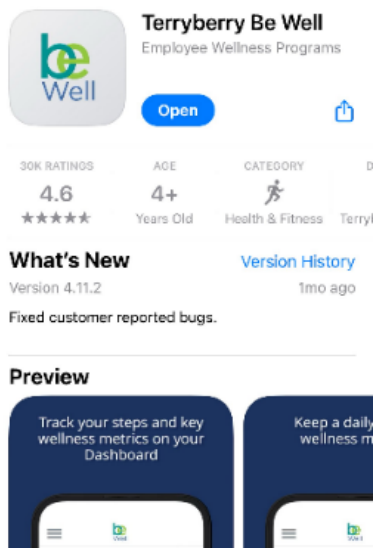 be
Well
Terryberry Be Well
Employee Wellness Programs
Open
30K RATINGS
4.6
AGE
4+
Years Old
CATEGORY
Health & Fitness
D
Terry
What's New
Version History
Version 4.11.2
1mo ago
Fixed customer reported bugs.
Preview
Track your steps and key
wellness metrics on your
Dashboard
be
Well
Keep a daily
wellness m
be
Well